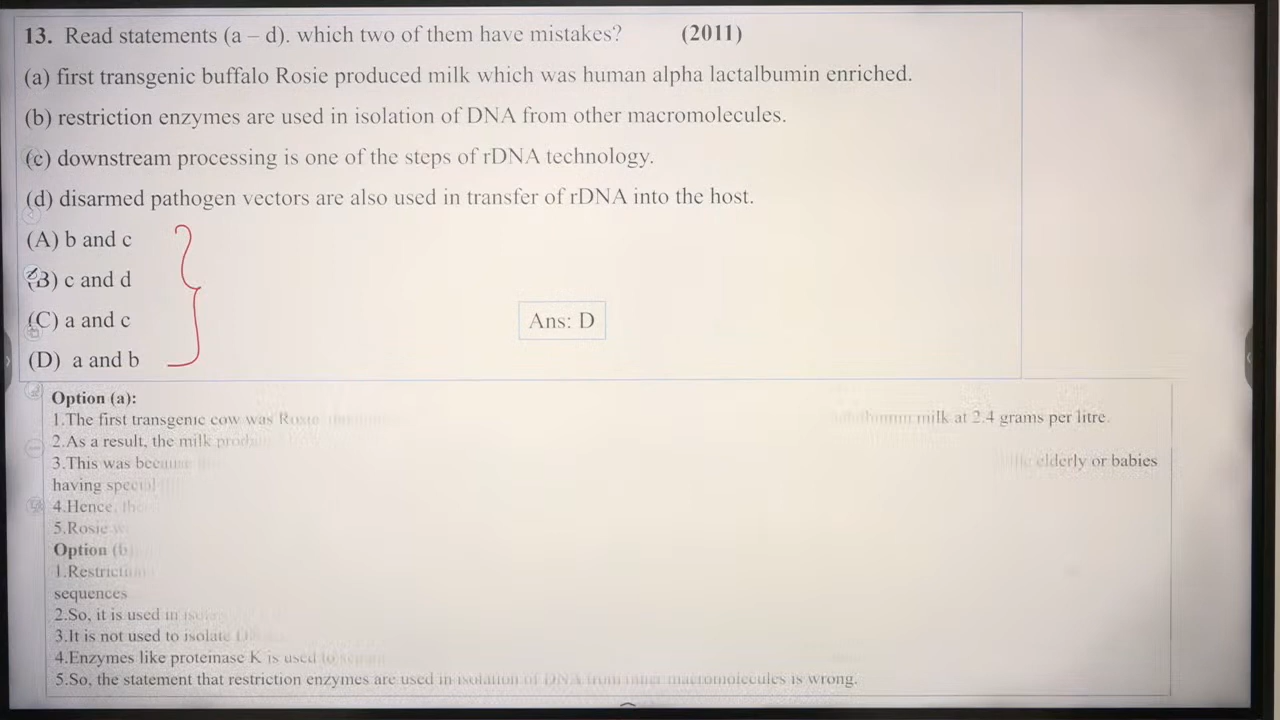 13. Read statements (a – d). which two of them have mistakes? (2011)
(a) first transgenic buffalo Rosie produced milk which was human alpha lactalbumin enriched.
(b) restriction enzymes are used in isolation of DNA from other macromolecules.
(c) downstream processing is one of the steps of rDNA technology.
(d) disarmed pathogen vectors are also used in transfer of rDNA into the host.
(A) b and c
(B) c and d
(C) a and c
(D) a and b
Ans: D
Option (a):
1.The first transgenic cow was Rosie milk at 2.4 grams per litre.
2.As a result, the milk
3.This was elderly or babies
having special
4.Hence,
5.Rosie
Option (b)
1.Restriction
sequences
2.So, it is used in
3.It is not used to isolate
4.Enzymes like proteinase K is used to
5.So, the statement that restriction enzymes are used in isolation of DNA from other macromolecules is wrong.